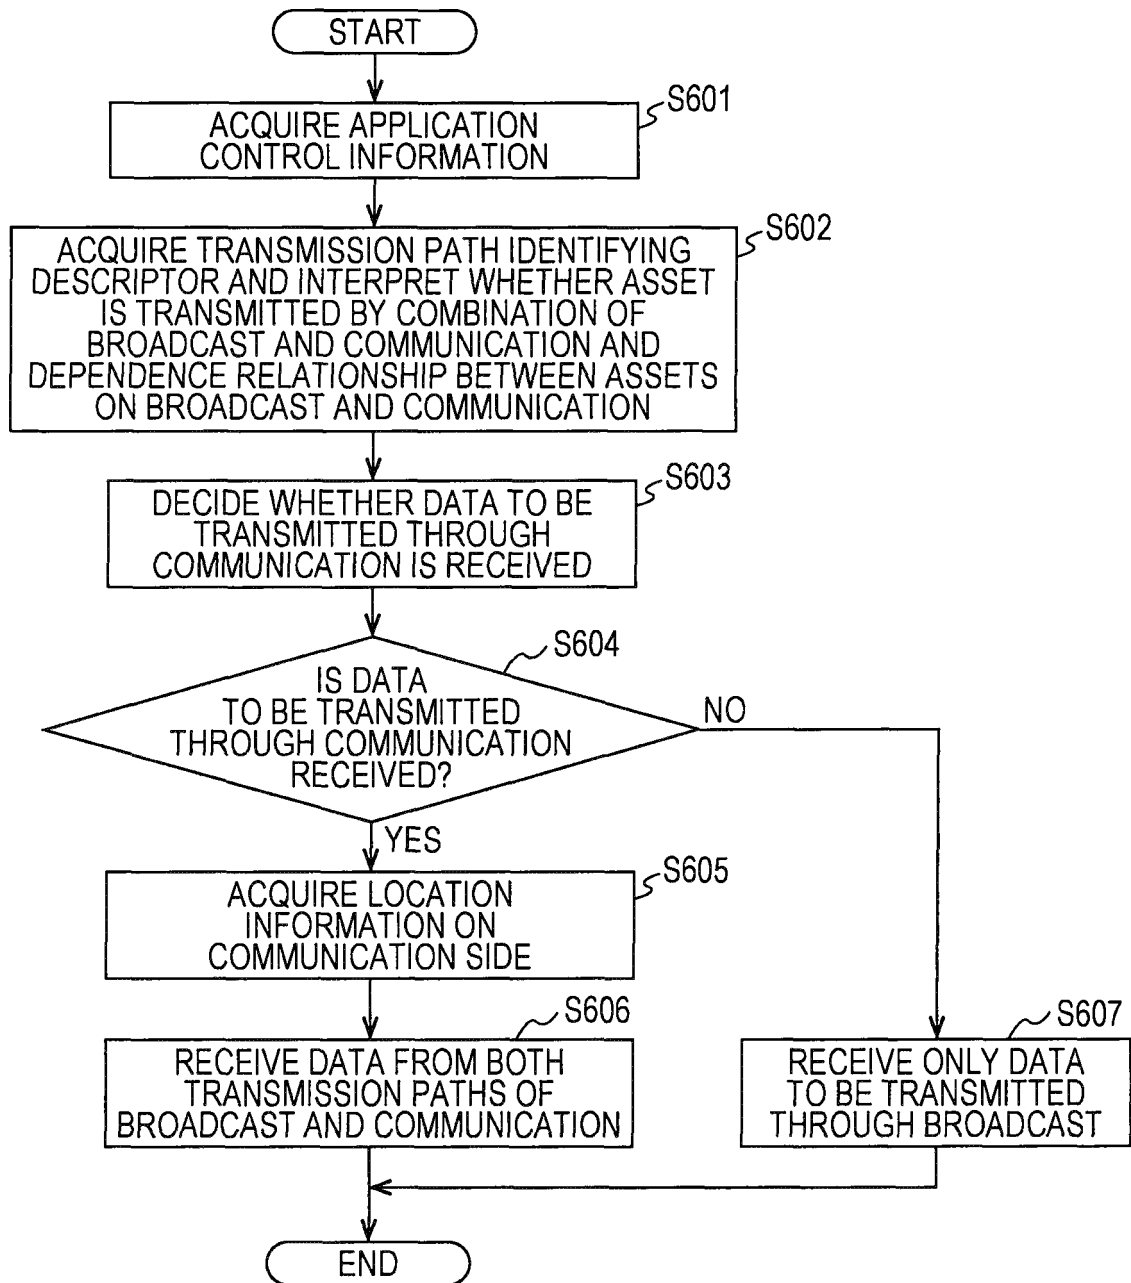 START
S601
ACQUIRE APPLICATION
CONTROL INFORMATION
S602
ACQUIRE TRANSMISSION PATH IDENTIFYING
DESCRIPTOR AND INTERPRET WHETHER ASSET
IS TRANSMITTED BY COMBINATION OF
BROADCAST AND COMMUNICATION AND
DEPENDENCE RELATIONSHIP BETWEEN ASSETS
ON BROADCAST AND COMMUNICATION
S603
DECIDE WHETHER DATA TO BE
TRANSMITTED THROUGH
COMMUNICATION IS RECEIVED
S604
IS DATA
TO BE TRANSMITTED
THROUGH COMMUNICATION
RECEIVED?
NO
YES
S605
ACQUIRE LOCATION
INFORMATION ON
COMMUNICATION SIDE
S606
RECEIVE DATA FROM BOTH
TRANSMISSION PATHS OF
BROADCAST AND COMMUNICATION
S607
RECEIVE ONLY DATA
TO BE TRANSMITTED
THROUGH BROADCAST
END